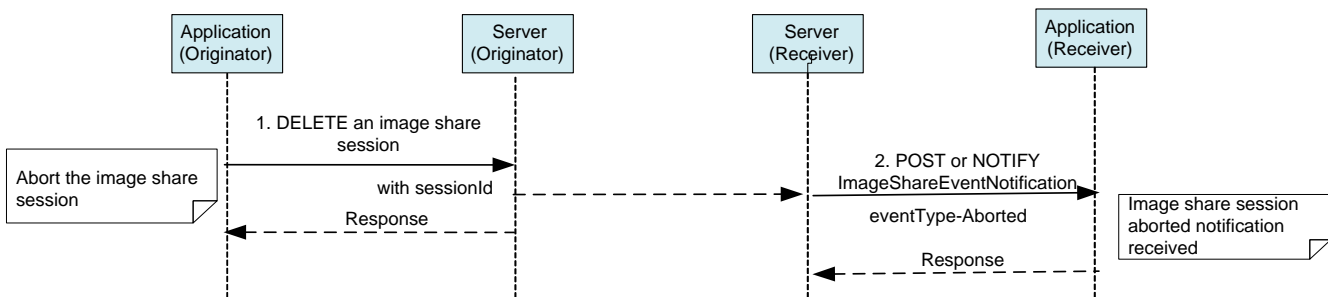 Application
(Originator)
Server
(Originator)
Server
(Receiver)
Application
(Receiver)
1. DELETE an image share
session
Abort the image share
session
with sessionId
Response
2. POST or NOTIFY
ImageShareEventNotification
eventType-Aborted
Image share session
aborted notification
received
Response